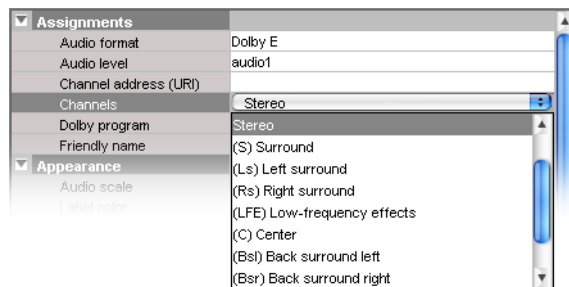 Assignments
Audio format Dolby E
Audio level audio1
Channel address (URI)
Channels Stereo
Dolby program Stereo
Friendly name (S) Surround
Appearance (Ls) Left surround
Audio scale (Rs) Right surround
Label color (LFE) Low-frequency effects
(C) Center
(Bsl) Back surround left
(Bsr) Back surround right